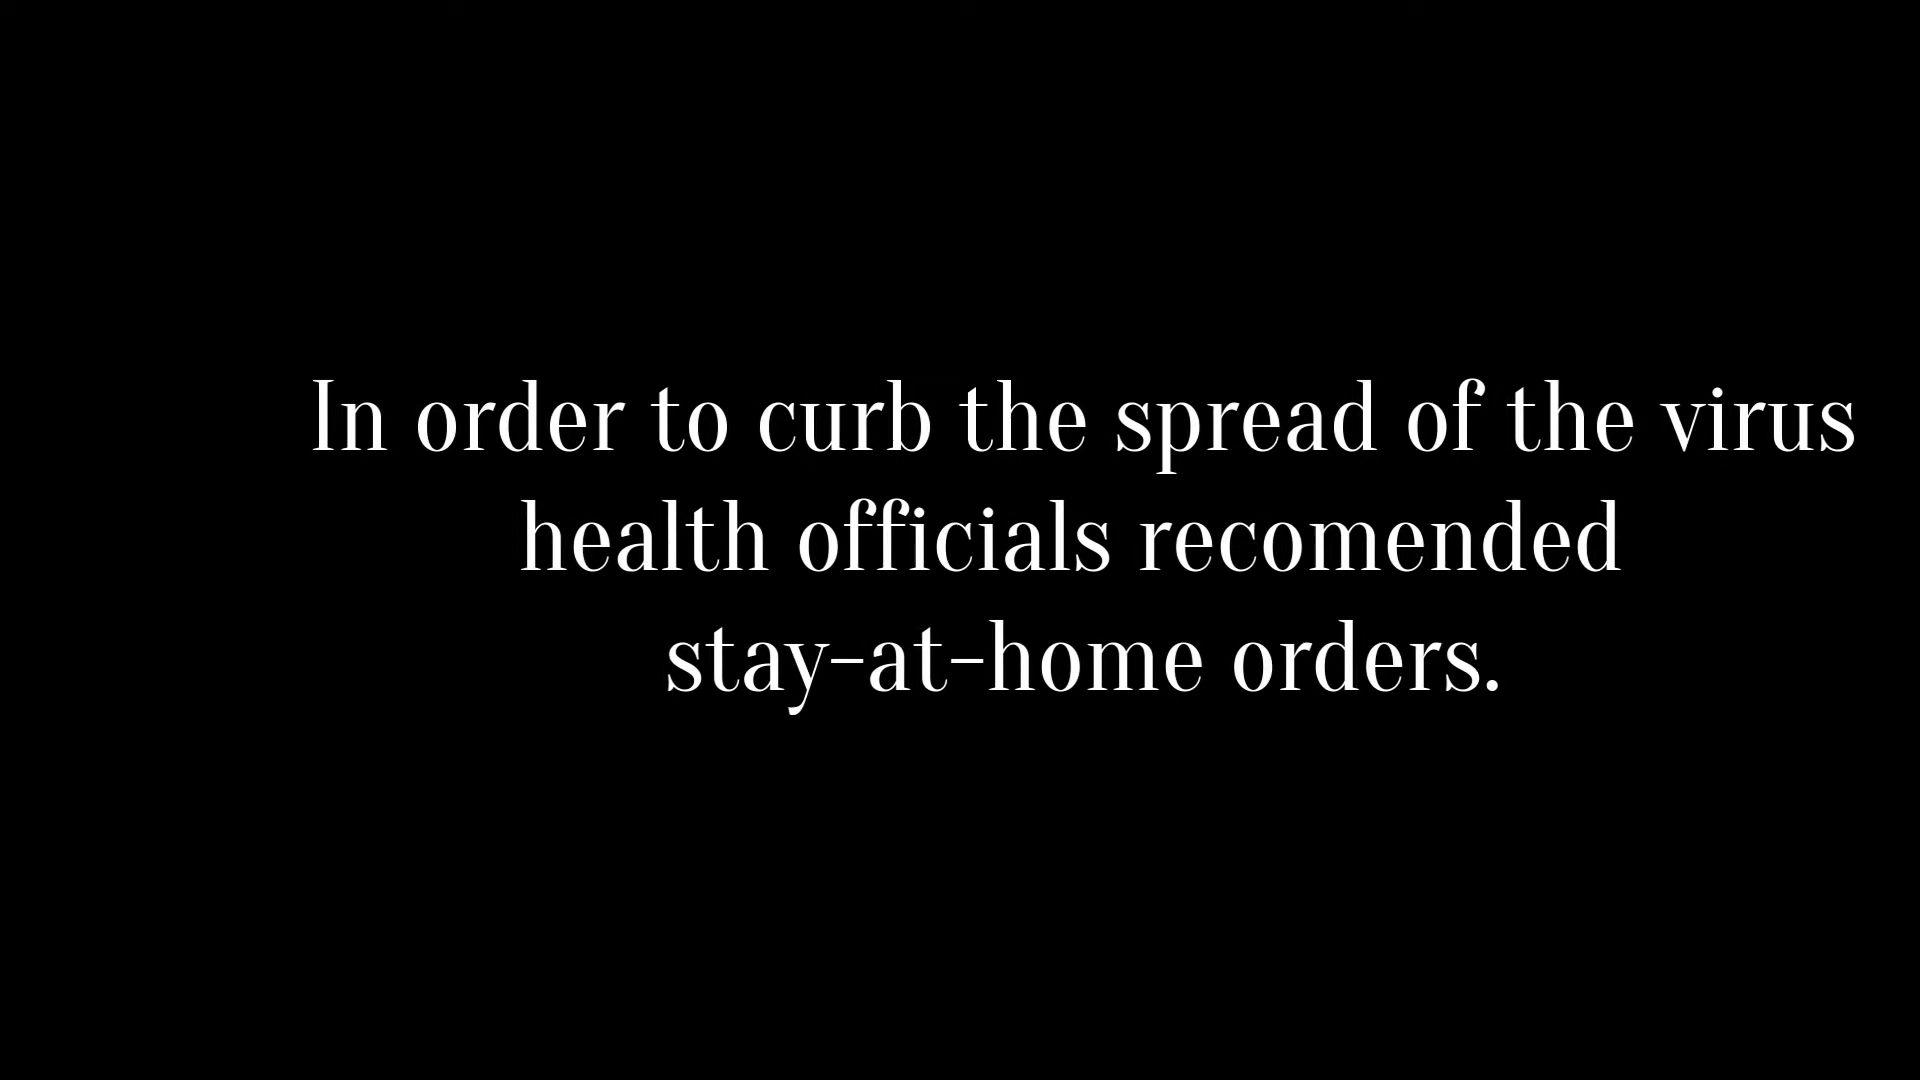 In order to curb the spread of the virus
health officials recomended
stay-at-home orders.